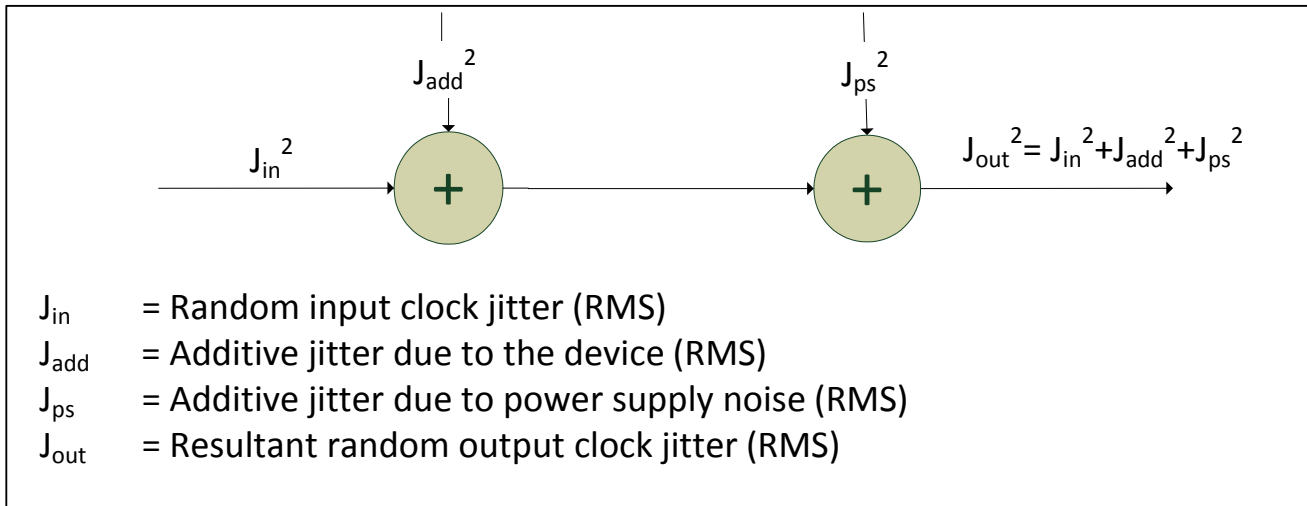 J_add^2
J_ps^2
J_in^2
J_out^2= J_in^2+J_add^2+J_ps^2
+
+
J_in = Random input clock jitter (RMS)
J_add = Additive jitter due to the device (RMS)
J_ps = Additive jitter due to power supply noise (RMS)
J_out = Resultant random output clock jitter (RMS)